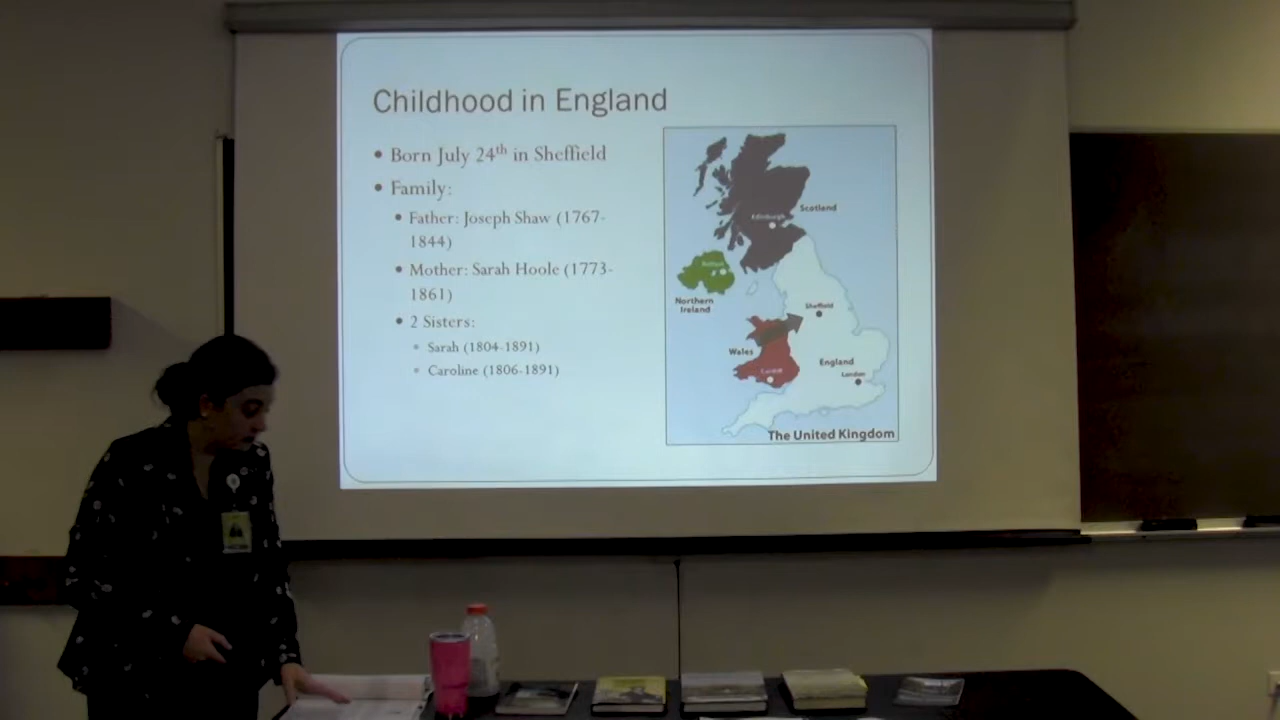 Childhood in England
• Born July 24th in Sheffield
• Family:
• Father: Joseph Shaw (1767-
1844)
• Mother: Sarah Hoole (1773-
1861)
• 2 Sisters:
• Sarah (1804-1891)
• Caroline (1806-1891)
Scotland
Edinburgh
Belfast
Northern
Ireland
Sheffield
Wales
England
Cardiff
London
The United Kingdom